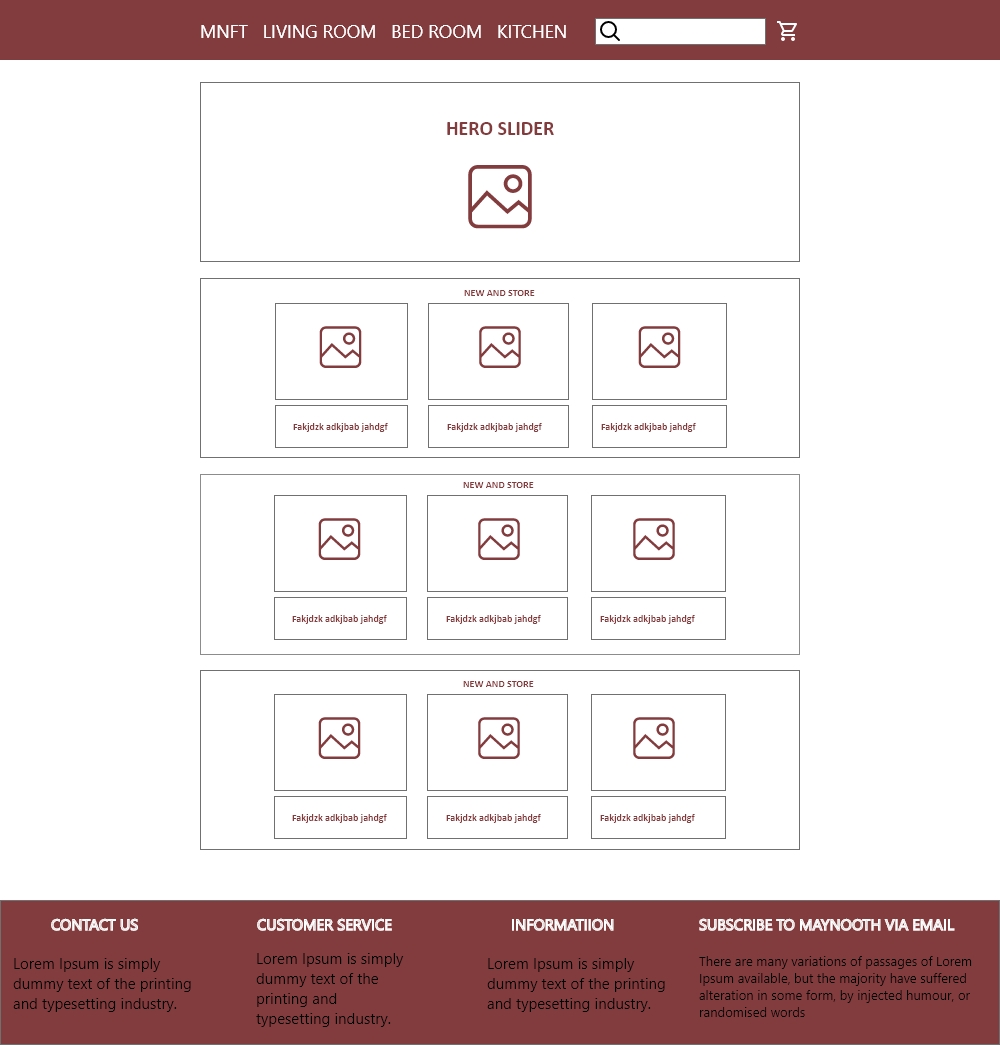 MNFT LIVING ROOM BED ROOM KITCHEN
HERO SLIDER
NEW AND STORE
Fakjdzk adkjbab jahdgf
Fakjdzk adkjbab jahdgf
Fakjdzk adkjbab jahdgf
NEW AND STORE
Fakjdzk adkjbab jahdgf
Fakjdzk adkjbab jahdgf
Fakjdzk adkjbab jahdgf
NEW AND STORE
Fakjdzk adkjbab jahdgf
Fakjdzk adkjbab jahdgf
Fakjdzk adkjbab jahdgf
CONTACT US
Lorem Ipsum is simply
dummy text of the printing
and typesetting industry.
CUSTOMER SERVICE
Lorem Ipsum is simply
dummy text of the
printing and
typesetting industry.
INFORMATIION
Lorem Ipsum is simply
dummy text of the printing
and typesetting industry.
SUBSCRIBE TO MAYNOOTH VIA EMAIL
There are many variations of passages of Lorem
Ipsum available, but the majority have suffered
alteration in some form, by injected humour, or
randomised words